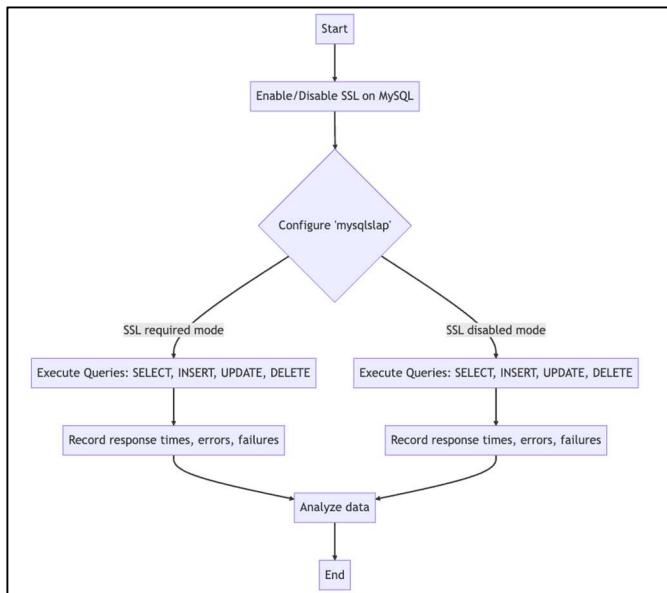 Start
Enable/Disable SSL on MySQL
Configure 'mysqlslap'
SSL required mode
SSL disabled mode
Execute Queries: SELECT, INSERT, UPDATE, DELETE
Execute Queries: SELECT, INSERT, UPDATE, DELETE
Record response times, errors, failures
Record response times, errors, failures
Analyze data
End